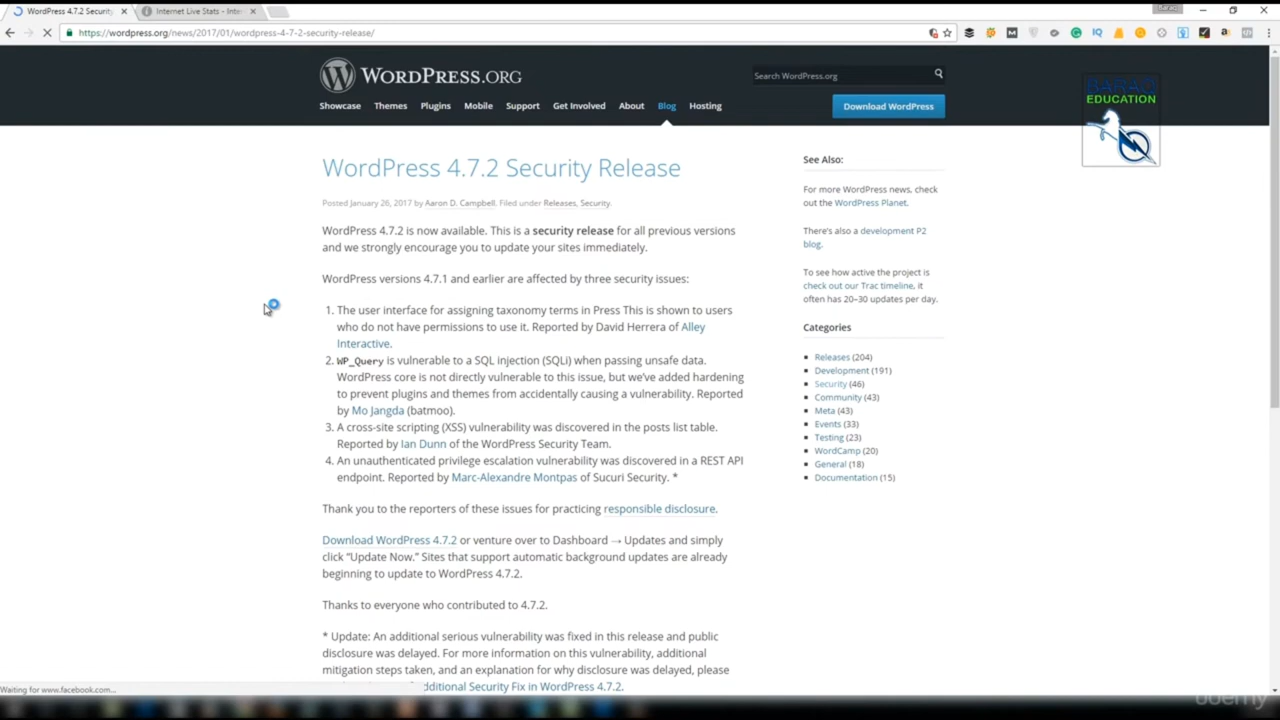 WordPress 4.7.2 Security
Internet Live Stats - Inte
https://wordpress.org/news/2017/01/wordpress-4-7-2-security-release/
WORDPRESS.ORG
Search WordPress.org
Showcase Themes Plugins Mobile Support Get Involved About Blog Hosting
Download WordPress
BARAQ
EDUCATION
WordPress 4.7.2 Security Release
Posted January 26, 2017 by Aaron D. Campbell. Filed under Releases, Security.
WordPress 4.7.2 is now available. This is a security release for all previous versions
and we strongly encourage you to update your sites immediately.
WordPress versions 4.7.1 and earlier are affected by three security issues:
1. The user interface for assigning taxonomy terms in Press This is shown to users
who do not have permissions to use it. Reported by David Herrera of Alley
Interactive.
2. WP_Query is vulnerable to a SQL injection (SQLi) when passing unsafe data.
WordPress core is not directly vulnerable to this issue, but we've added hardening
to prevent plugins and themes from accidentally causing a vulnerability. Reported
by Mo Jangda (batmoo).
3. A cross-site scripting (XSS) vulnerability was discovered in the posts list table.
Reported by Ian Dunn of the WordPress Security Team.
4. An unauthenticated privilege escalation vulnerability was discovered in a REST API
endpoint. Reported by Marc-Alexandre Montpas of Sucuri Security. *
Thank you to the reporters of these issues for practicing responsible disclosure.
Download WordPress 4.7.2 or venture over to Dashboard → Updates and simply
click “Update Now.” Sites that support automatic background updates are already
beginning to update to WordPress 4.7.2.
Thanks to everyone who contributed to 4.7.2.
* Update: An additional serious vulnerability was fixed in this release and public
disclosure was delayed. For more information on this vulnerability, additional
mitigation steps taken, and an explanation for why disclosure was delayed, please
dditional Security Fix in WordPress 4.7.2.
See Also:
For more WordPress news, check
out the WordPress Planet.
There's also a development P2
blog.
To see how active the project is
check out our Trac timeline, it
often has 20–30 updates per day.
Categories
Releases (204)
Development (191)
Security (46)
Community (43)
Meta (43)
Events (33)
Testing (23)
WordCamp (20)
General (18)
Documentation (15)
Waiting for www.facebook.com...
udemy